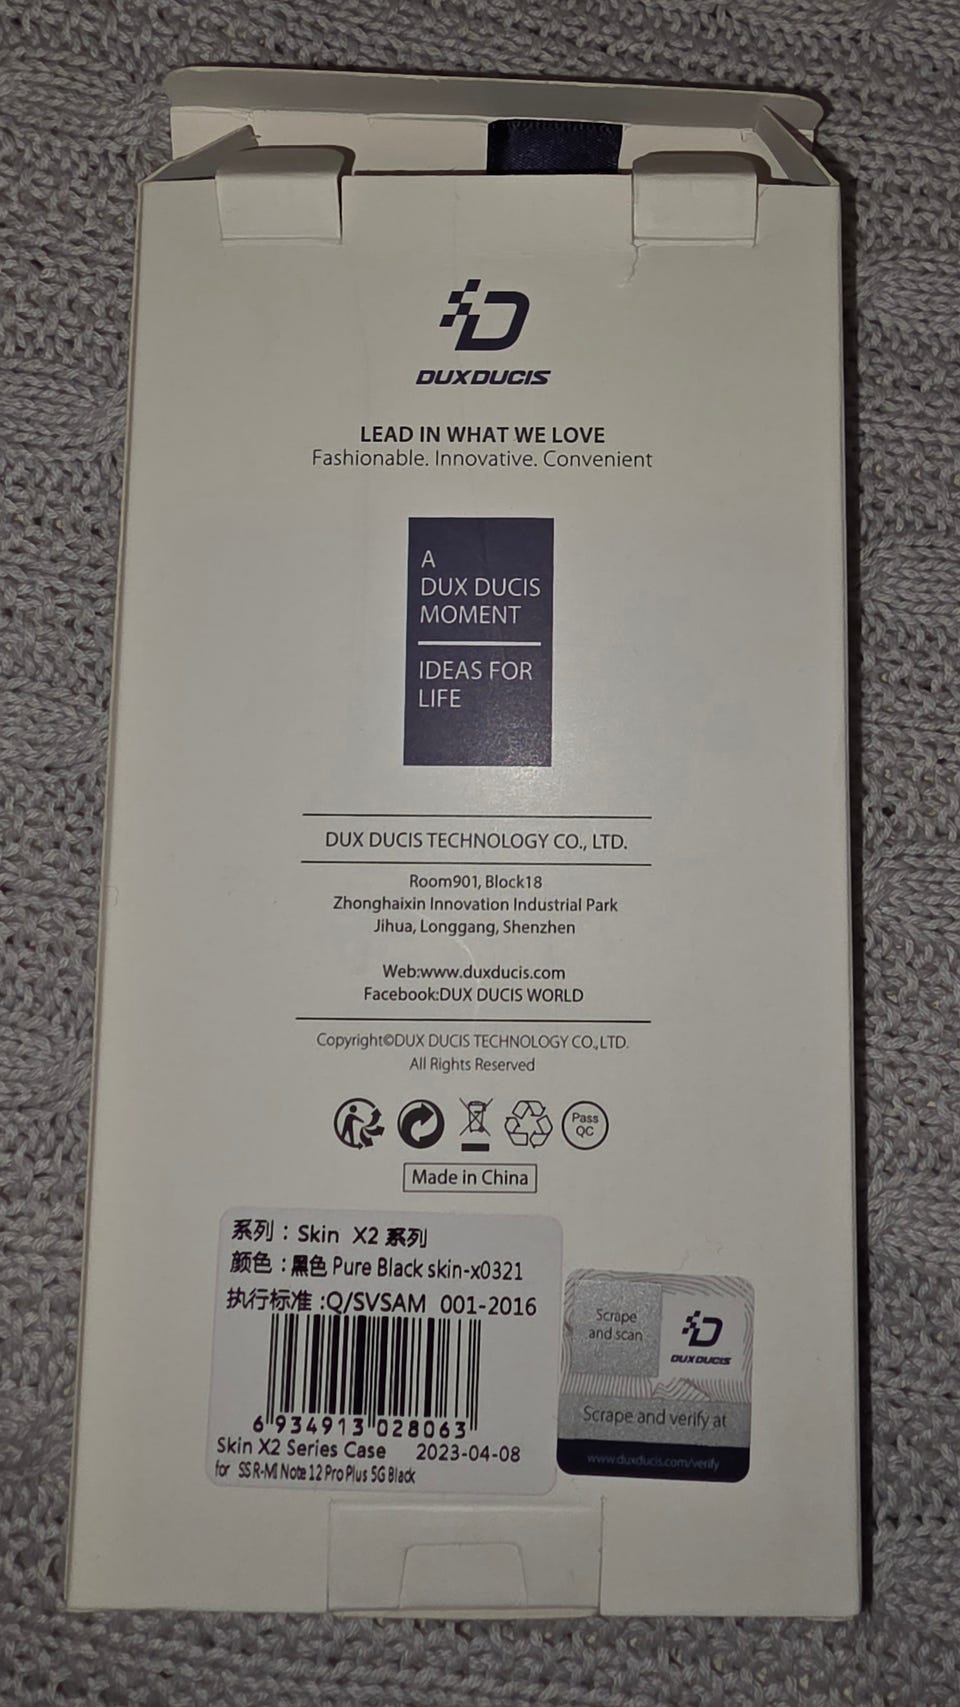 DUXDUCIS
LEAD IN WHAT WE LOVE
Fashionable. Innovative. Convenient
A
DUX DUCIS
MOMENT
IDEAS FOR
LIFE
DUX DUCIS TECHNOLOGY CO., LTD.
Room901, Block18
Zhonghaixin Innovation Industrial Park
Jihua, Longgang, Shenzhen
Web:www.duxducis.com
Facebook:DUX DUCIS WORLD
Copyright©DUX DUCIS TECHNOLOGY CO.,LTD.
All Rights Reserved
Pass
QC
Made in China
系列：Skin X2 系列
颜色：黑色 Pure Black skin-x0321
执行标准:Q/SVSAM 001-2016
6 934913 028063
Skin X2 Series Case 2023-04-08
for SSR-MI Note 12 Pro Plus 5G Black
Scrape
and scan
DUXDUCIS
Scrape and verify at
www.duxducis.com/verify